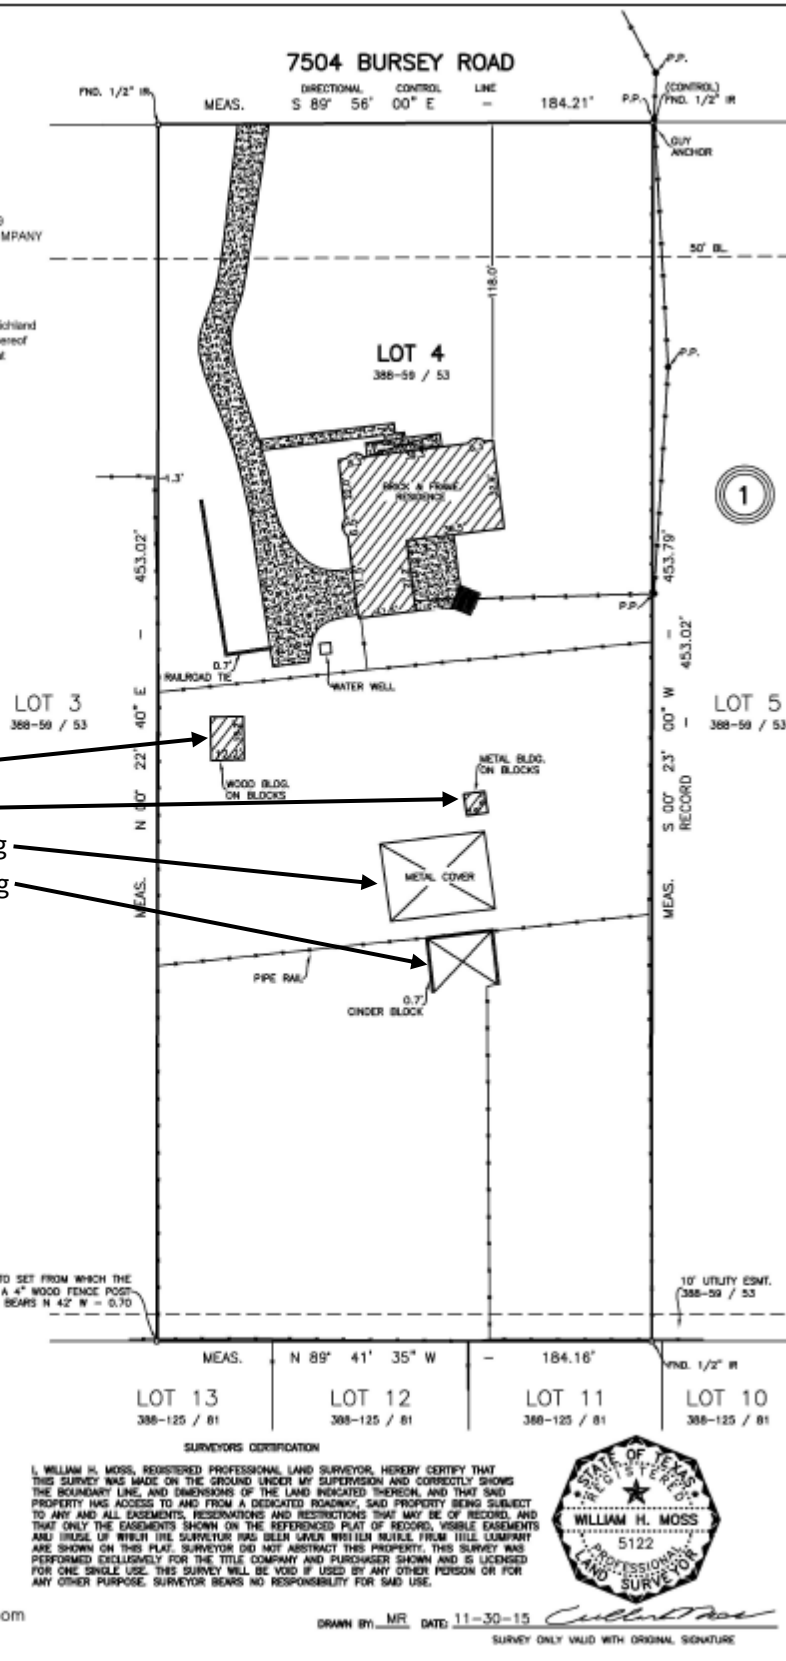 7504 BURSEY ROAD
FND. 1/2" IR
MEAS.
DIRECTIONAL CONTROL LINE
S 89° 56' 00" E - 184.21'
P.P.
P.P.
(CONTROL)
FND. 1/2" IR
GUY
ANCHOR
9
MPANY
50' BL.
118.0'
ichland
ereof
at
LOT 4
388-59 / 53
P.P.
1.3'
BRICK & FRAME
RESIDENCE
1
MEAS. N 00° 22' 40" E - 453.02'
MEAS. S 00° 23' 00" W - 453.79'
RECORD - 453.02'
P.P.
0.7'
RAILROAD TIE
WATER WELL
LOT 3
388-59 / 53
LOT 5
388-59 / 53
METAL BLDG.
ON BLOCKS
WOOD BLDG.
ON BLOCKS
g
METAL COVER
g
PIPE RAIL
0.7'
CINDER BLOCK
TO SET FROM WHICH THE
A 4" WOOD FENCE POST
BEARS N 42° W - 0.70
10' UTILITY ESMT.
388-59 / 53
MEAS. N 89° 41' 35" W - 184.16'
FND. 1/2" IR
LOT 13
388-125 / 81
LOT 12
388-125 / 81
LOT 11
388-125 / 81
LOT 10
388-125 / 81
SURVEYORS CERTIFICATION
I, WILLIAM H. MOSS, REGISTERED PROFESSIONAL LAND SURVEYOR, HEREBY CERTIFY THAT
THIS SURVEY WAS MADE ON THE GROUND UNDER MY SUPERVISION AND CORRECTLY SHOWS
THE BOUNDARY LINE, AND DIMENSIONS OF THE LAND INDICATED THEREON, AND THAT SAID
PROPERTY HAS ACCESS TO AND FROM A DEDICATED ROADWAY, SAID PROPERTY BEING SUBJECT
TO ANY AND ALL EASEMENTS, RESERVATIONS AND RESTRICTIONS THAT MAY BE OF RECORD, AND
THAT ONLY THE EASEMENTS SHOWN ON THE REFERENCED PLAT OF RECORD, VISIBLE EASEMENTS
AND THOSE OF WHICH THE SURVEYOR HAS BEEN GIVEN WRITTEN NOTICE FROM TITLE COMPANY
ARE SHOWN ON THIS PLAT. SURVEYOR DID NOT ABSTRACT THIS PROPERTY. THIS SURVEY WAS
PERFORMED EXCLUSIVELY FOR THE TITLE COMPANY AND PURCHASER SHOWN AND IS LICENSED
FOR ONE SINGLE USE. THIS SURVEY WILL BE VOID IF USED BY ANY OTHER PERSON OR FOR
ANY OTHER PURPOSE. SURVEYOR BEARS NO RESPONSIBILITY FOR SAID USE.
STATE OF TEXAS
REGISTERED
WILLIAM H. MOSS
5122
PROFESSIONAL
LAND SURVEYOR
om
DRAWN BY: MR DATE: 11-30-15
SURVEY ONLY VALID WITH ORIGINAL SIGNATURE